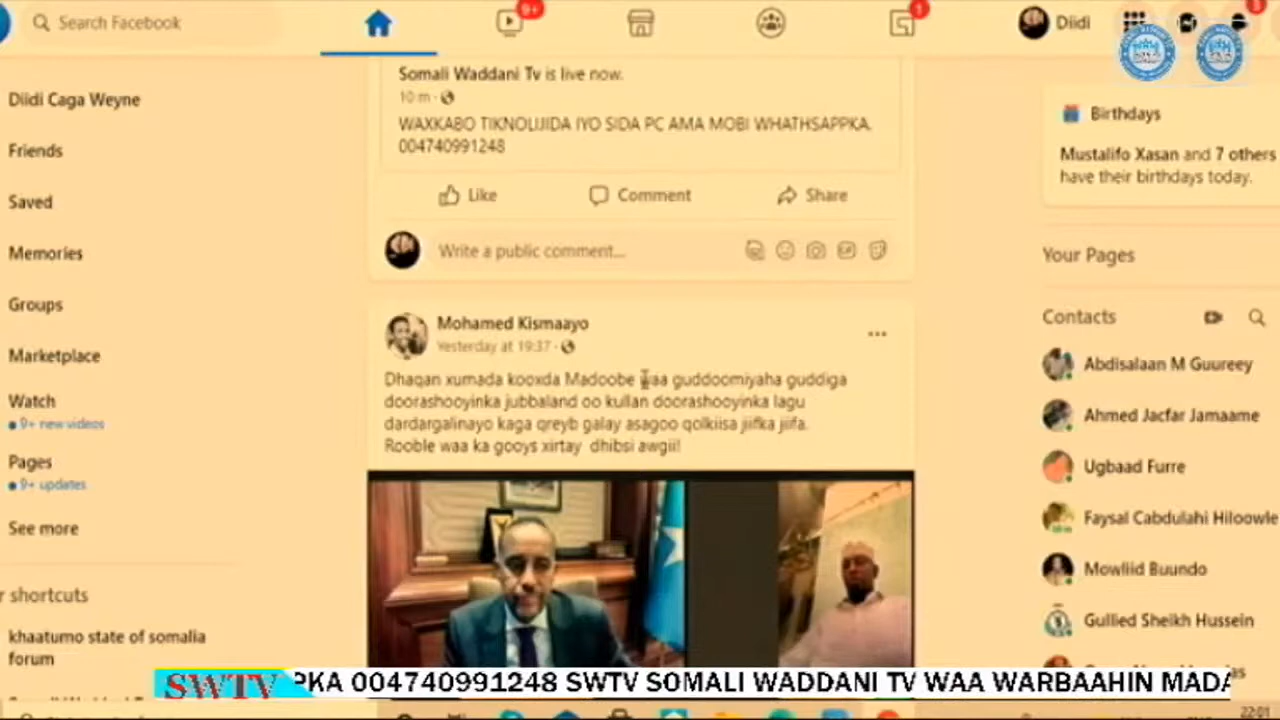 Search Facebook
9+
1
Diidi
Diidi Caga Weyne
Friends
Saved
Memories
Groups
Marketplace
Watch
9+ new videos
Pages
9+ updates
See more
shortcuts
khaatumo state of somalia
forum
Somali Waddani Tv is live now.
10 m
WAXKABO TIKNOLIJIDA IYO SIDA PC AMA MOBI WHATHSAPPKA.
004740991248
Like
Comment
Share
Write a public comment...
Mohamed Kismaayo
Yesterday at 19:37
Dhaqan xumada kooxda Madoobe waa guddoomiyaha guddiga
doorashooyinka jubbaland oo kullan doorashooyinka lagu
dardargalinayo kaga qreyb galay asagoo qolkiisa jiifka jiifa.
Rooble waa ka gooys xirtay dhibsi awgii!
Birthdays
Mustalifo Xasan and 7 others
have their birthdays today.
Your Pages
Contacts
Abdisalaan M Guureey
Ahmed Jacfar Jamaame
Ugbaad Furre
Faysal Cabdulahi Hiloowle
Mowliid Buundo
Gullied Sheikh Hussein
SWTV
PKA 004740991248 SWTV SOMALI WADDANI TV WAA WARBAAHIN MADA
22:01